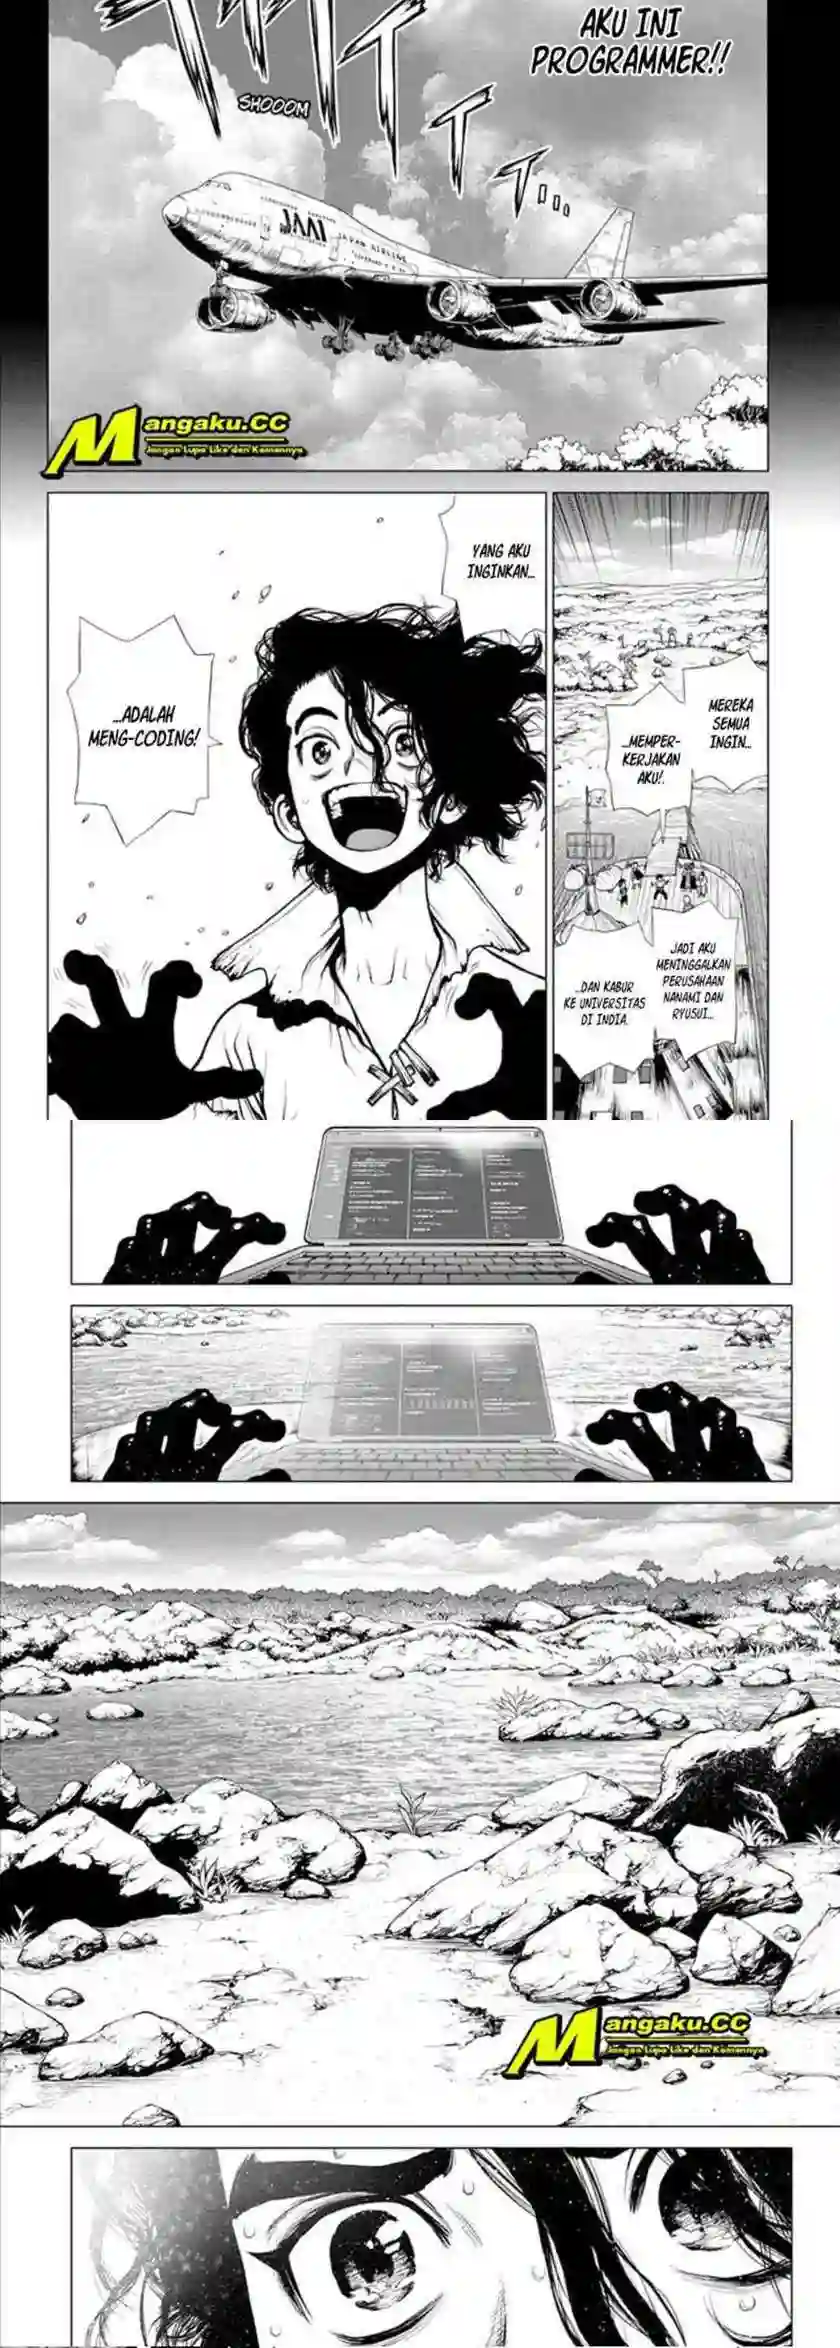 AKU INI
PROGRAMMER!!
SHOOOM
JAPAN AIRLINE
Mangaku.CC
Jangan Lupa Like dan Komennya
MEREKA
SEMUA
INGIN...
...MEMPER-
KERJAKAN
AKU!.
JADI AKU
MENINGGALKAN
PERUSAHAAN
NANAMI DAN
RYUSUI...
...DAN KABUR
KE UNIVERSITAS
DI INDIA.
YANG AKU
INGINKAN...
...ADALAH
MENG-CODING!
Mangaku.CC
Jangan Lupa Like dan Komennya